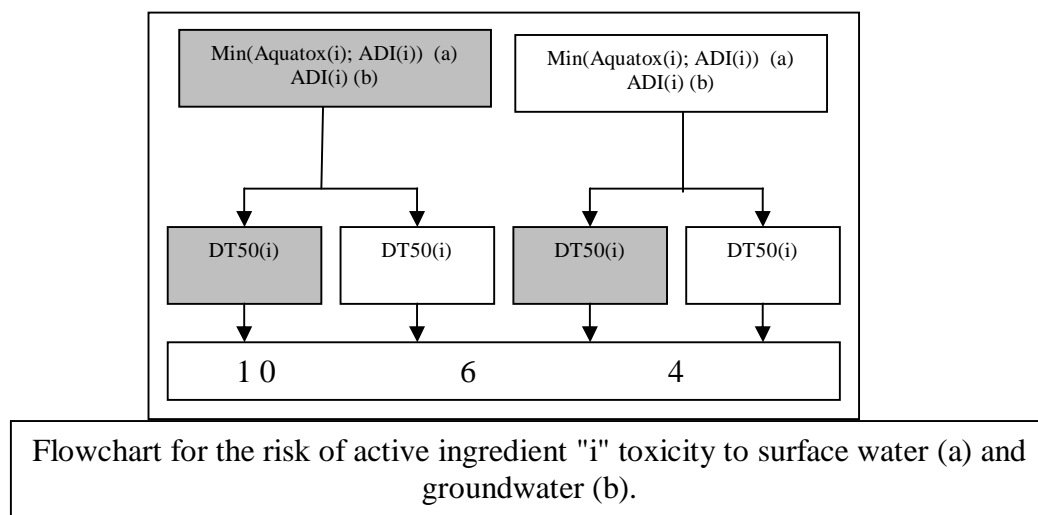 Min(Aquatox(i); ADI(i)) (a)
ADI(i) (b)
Min(Aquatox(i); ADI(i)) (a)
ADI(i) (b)
DT50(i)
DT50(i)
DT50(i)
DT50(i)
1 0 6 4
Flowchart for the risk of active ingredient "i" toxicity to surface water (a) and
groundwater (b).